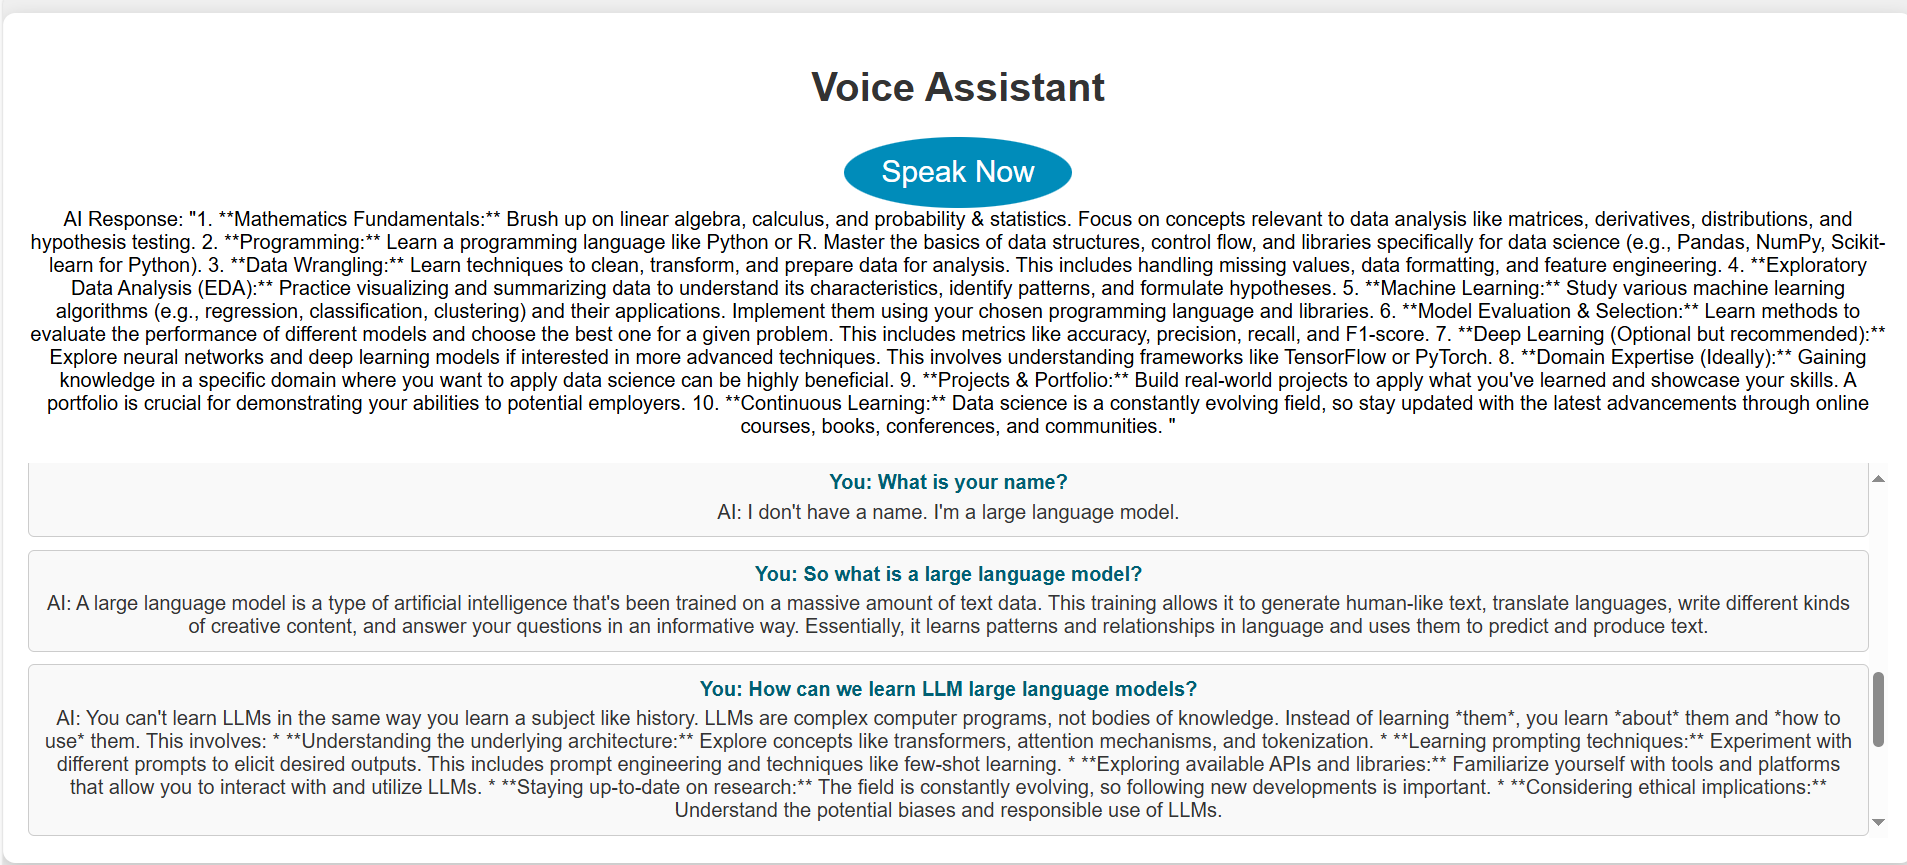 Voice Assistant
Speak Now
AI Response: "1. **Mathematics Fundamentals:** Brush up on linear algebra, calculus, and probability & statistics. Focus on concepts relevant to data analysis like matrices, derivatives, distributions, and
hypothesis testing. 2. **Programming:** Learn a programming language like Python or R. Master the basics of data structures, control flow, and libraries specifically for data science (e.g., Pandas, NumPy, Scikit-
learn for Python). 3. **Data Wrangling:** Learn techniques to clean, transform, and prepare data for analysis. This includes handling missing values, data formatting, and feature engineering. 4. **Exploratory
Data Analysis (EDA):** Practice visualizing and summarizing data to understand its characteristics, identify patterns, and formulate hypotheses. 5. **Machine Learning:** Study various machine learning
algorithms (e.g., regression, classification, clustering) and their applications. Implement them using your chosen programming language and libraries. 6. **Model Evaluation & Selection:** Learn methods to
evaluate the performance of different models and choose the best one for a given problem. This includes metrics like accuracy, precision, recall, and F1-score. 7. **Deep Learning (Optional but recommended):**
Explore neural networks and deep learning models if interested in more advanced techniques. This involves understanding frameworks like TensorFlow or PyTorch. 8. **Domain Expertise (Ideally):** Gaining
knowledge in a specific domain where you want to apply data science can be highly beneficial. 9. **Projects & Portfolio:** Build real-world projects to apply what you've learned and showcase your skills. A
portfolio is crucial for demonstrating your abilities to potential employers. 10. **Continuous Learning:** Data science is a constantly evolving field, so stay updated with the latest advancements through online
courses, books, conferences, and communities. "
You: What is your name?
AI: I don't have a name. I'm a large language model.
You: So what is a large language model?
AI: A large language model is a type of artificial intelligence that's been trained on a massive amount of text data. This training allows it to generate human-like text, translate languages, write different kinds
of creative content, and answer your questions in an informative way. Essentially, it learns patterns and relationships in language and uses them to predict and produce text.
You: How can we learn LLM large language models?
AI: You can't learn LLMs in the same way you learn a subject like history. LLMs are complex computer programs, not bodies of knowledge. Instead of learning *them*, you learn *about* them and *how to
use* them. This involves: * **Understanding the underlying architecture:** Explore concepts like transformers, attention mechanisms, and tokenization. * **Learning prompting techniques:** Experiment with
different prompts to elicit desired outputs. This includes prompt engineering and techniques like few-shot learning. * **Exploring available APIs and libraries:** Familiarize yourself with tools and platforms
that allow you to interact with and utilize LLMs. * **Staying up-to-date on research:** The field is constantly evolving, so following new developments is important. * **Considering ethical implications:**
Understand the potential biases and responsible use of LLMs.